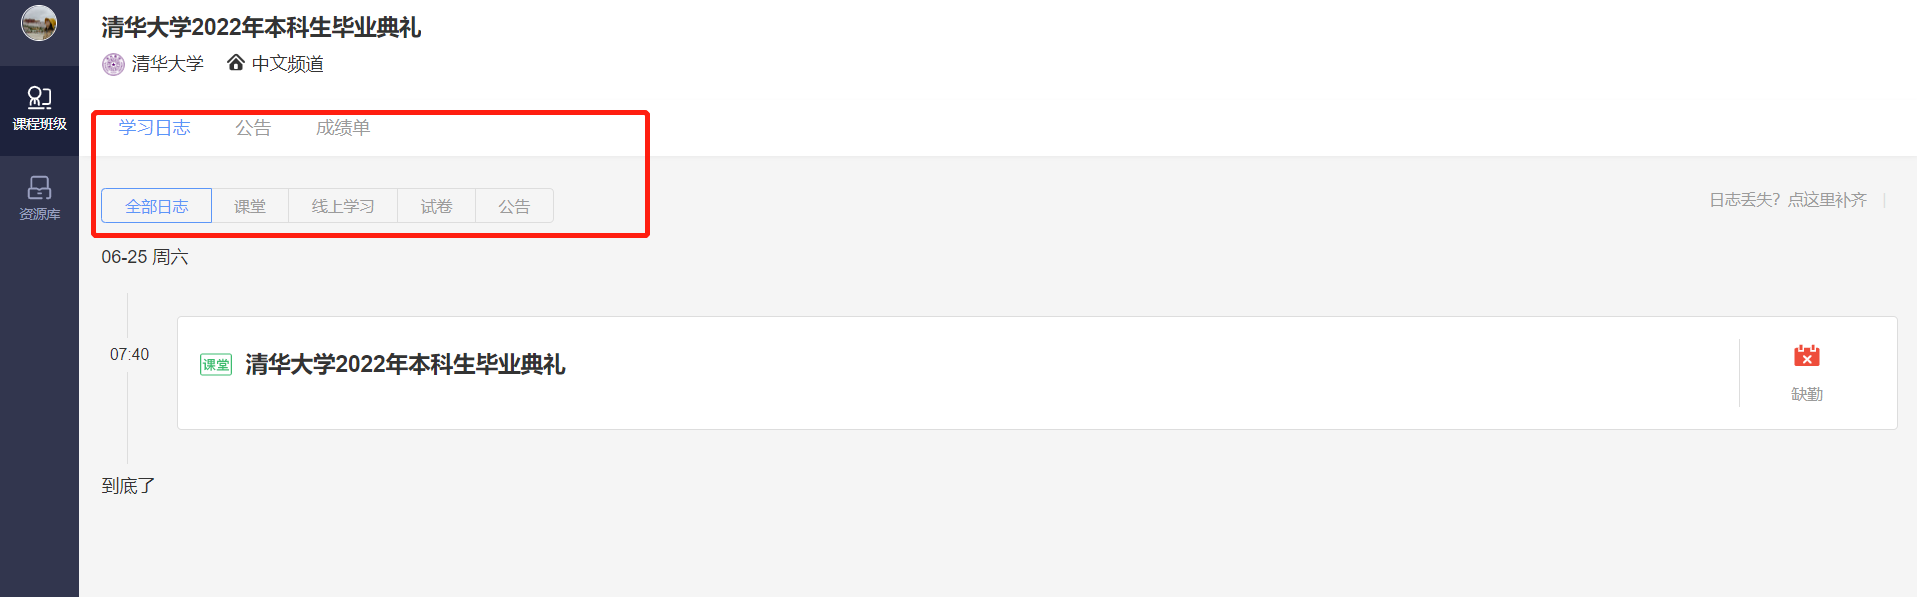 清华大学2022年本科生毕业典礼
清华大学 中文频道
课程班级
资源库
学习日志 公告 成绩单
全部日志 课堂 线上学习 试卷 公告
日志丢失? 点这里补齐
06-25 周六
07:40
课堂 清华大学2022年本科生毕业典礼
缺勤
到底了